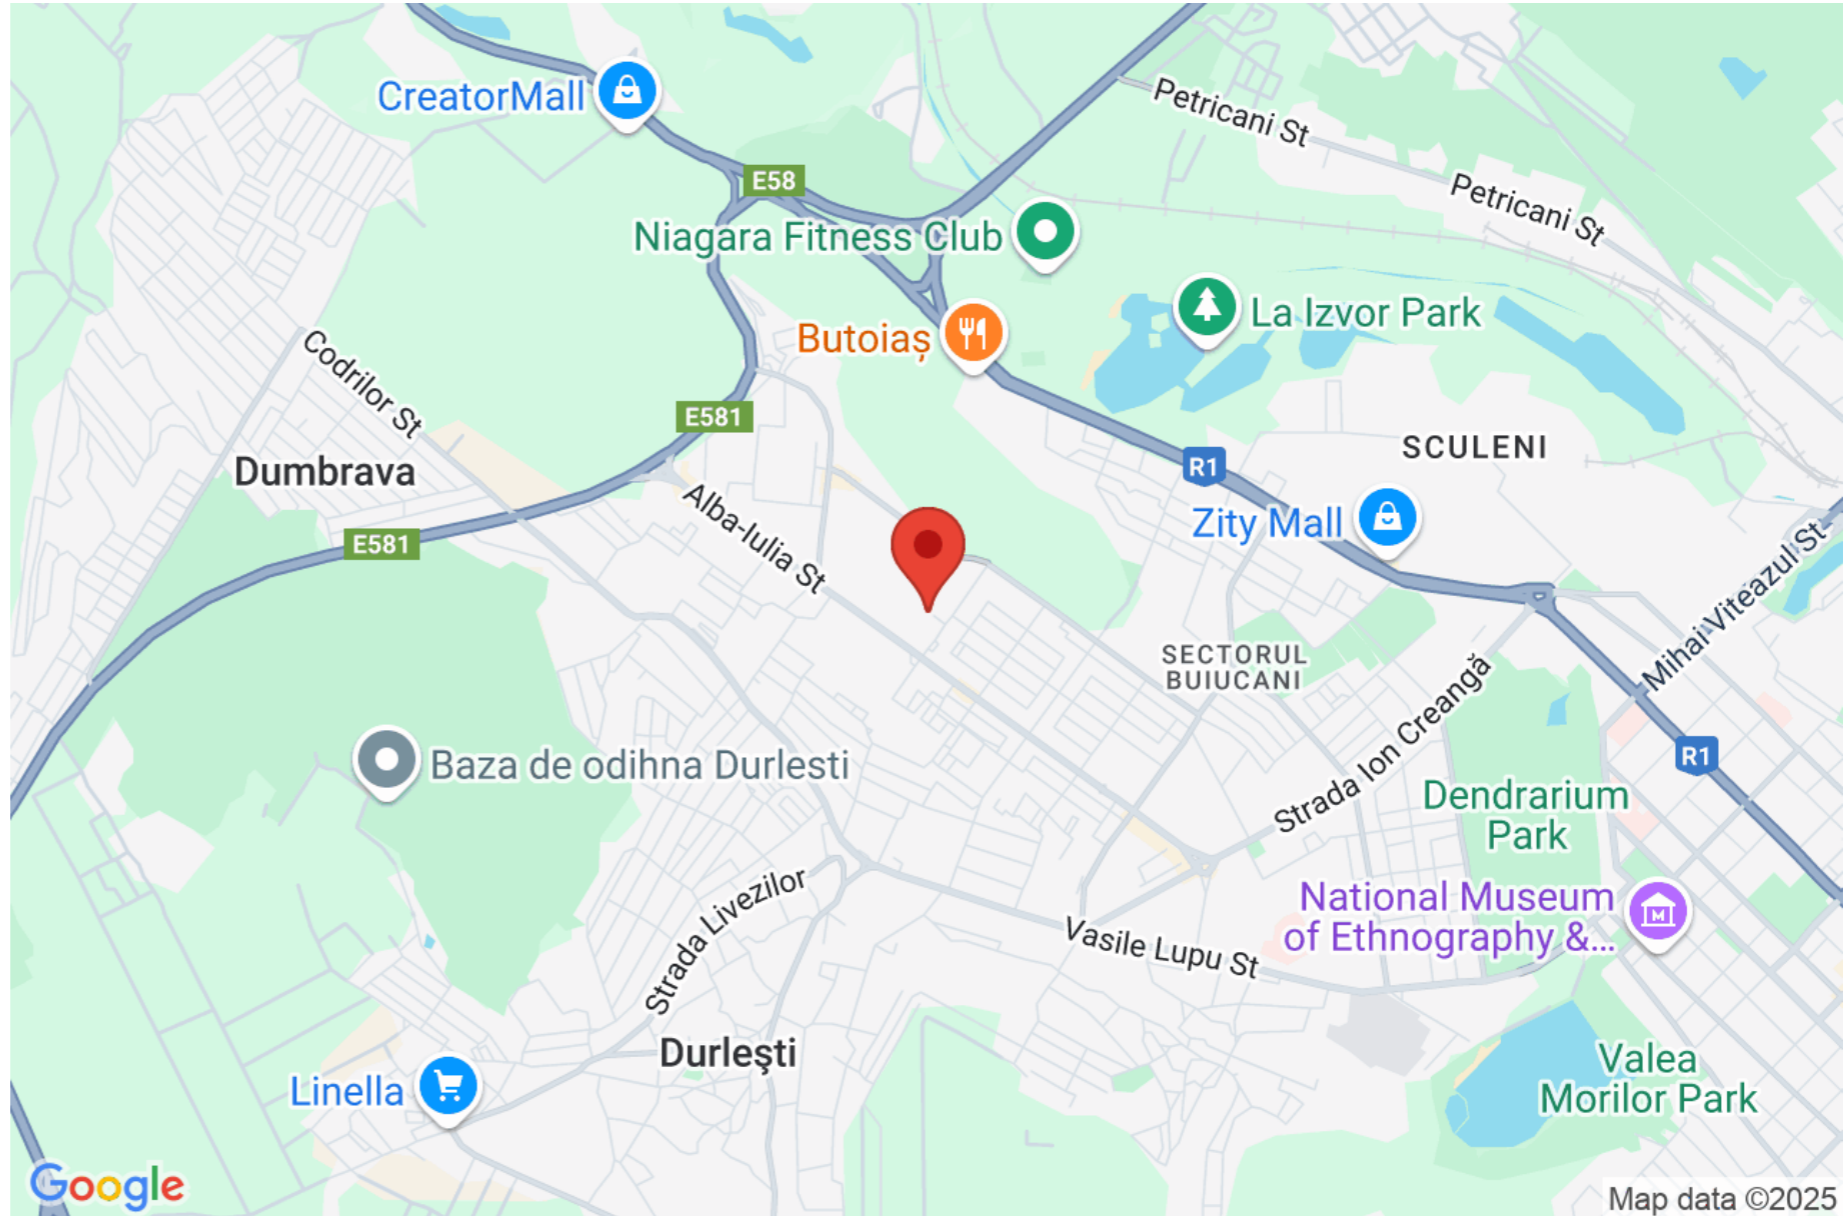 CreatorMall
Petricani St
E58
Petricani St
Niagara Fitness Club
La Izvor Park
Butoiaș
Codrilor St
E581
SCULENI
Dumbrava
R1
Alba-Iulia St
Zity Mall
E581
Mihai Viteazul St
SECTORUL
BUIUCANI
Strada Ion Creangă
R1
Baza de odihna Durlesti
Dendrarium
Park
Strada Livezilor
National Museum
of Ethnography &...
Vasile Lupu St
Durleşti
Valea
Morilor Park
Linella
Google
Map data ©2025